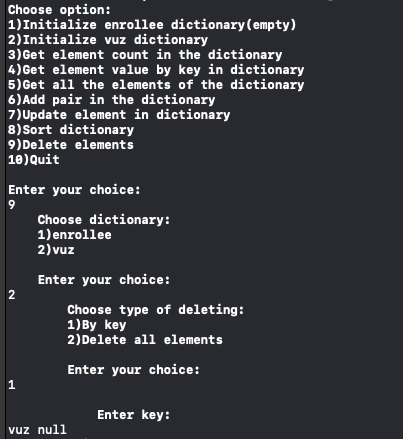 Choose option:
1)Initialize enrollee dictionary(empty)
2)Initialize vuz dictionary
3)Get element count in the dictionary
4)Get element value by key in dictionary
5)Get all the elements of the dictionary
6)Add pair in the dictionary
7)Update element in dictionary
8)Sort dictionary
9)Delete elements
10)Quit
Enter your choice:
9
Choose dictionary:
1)enrollee
2)vuz
Enter your choice:
2
Choose type of deleting:
1)By key
2)Delete all elements
Enter your choice:
1
Enter key:
vuz null